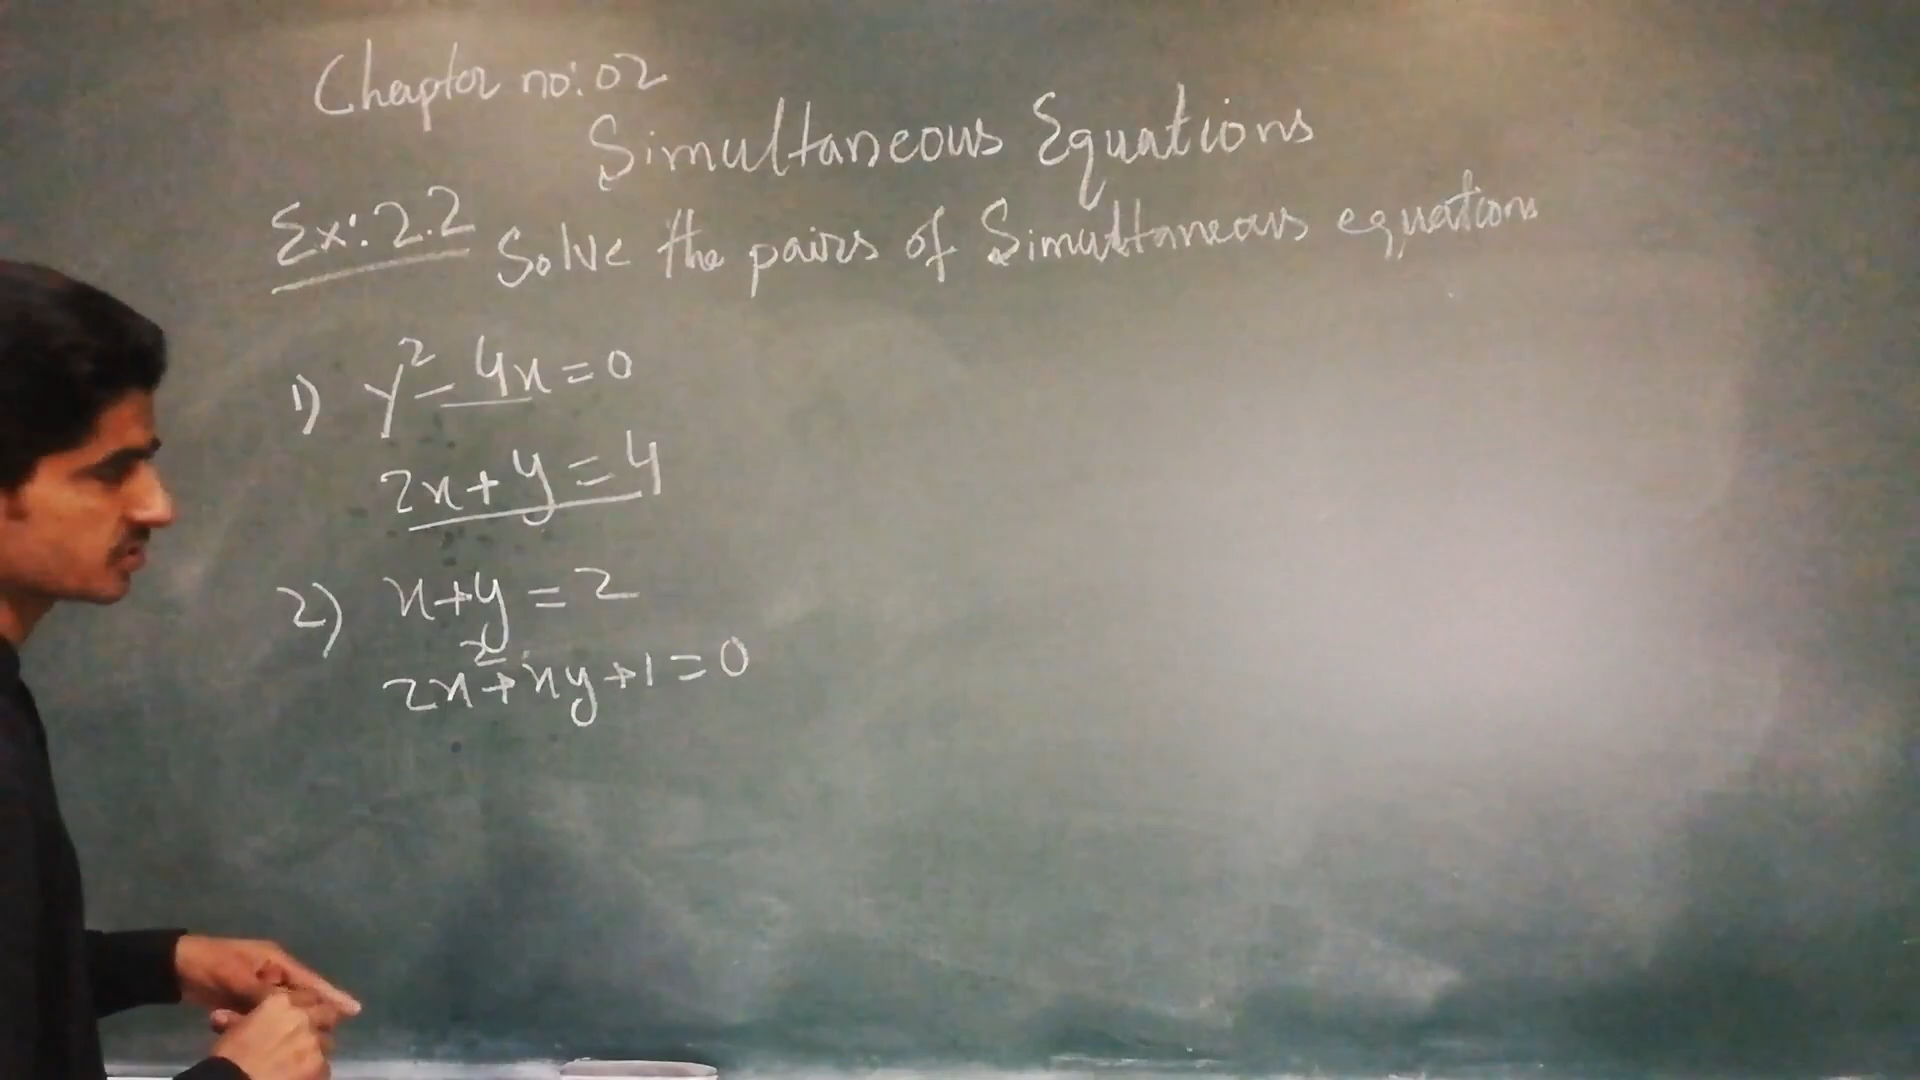 Chapter no: 02
Simultaneous Equations
Ex: 2.2 Solve the pairs of Simultaneous equations
1) y² - 4x = 0
2x + y = 4
2) x + y = 2
2x² + xy + 1 = 0